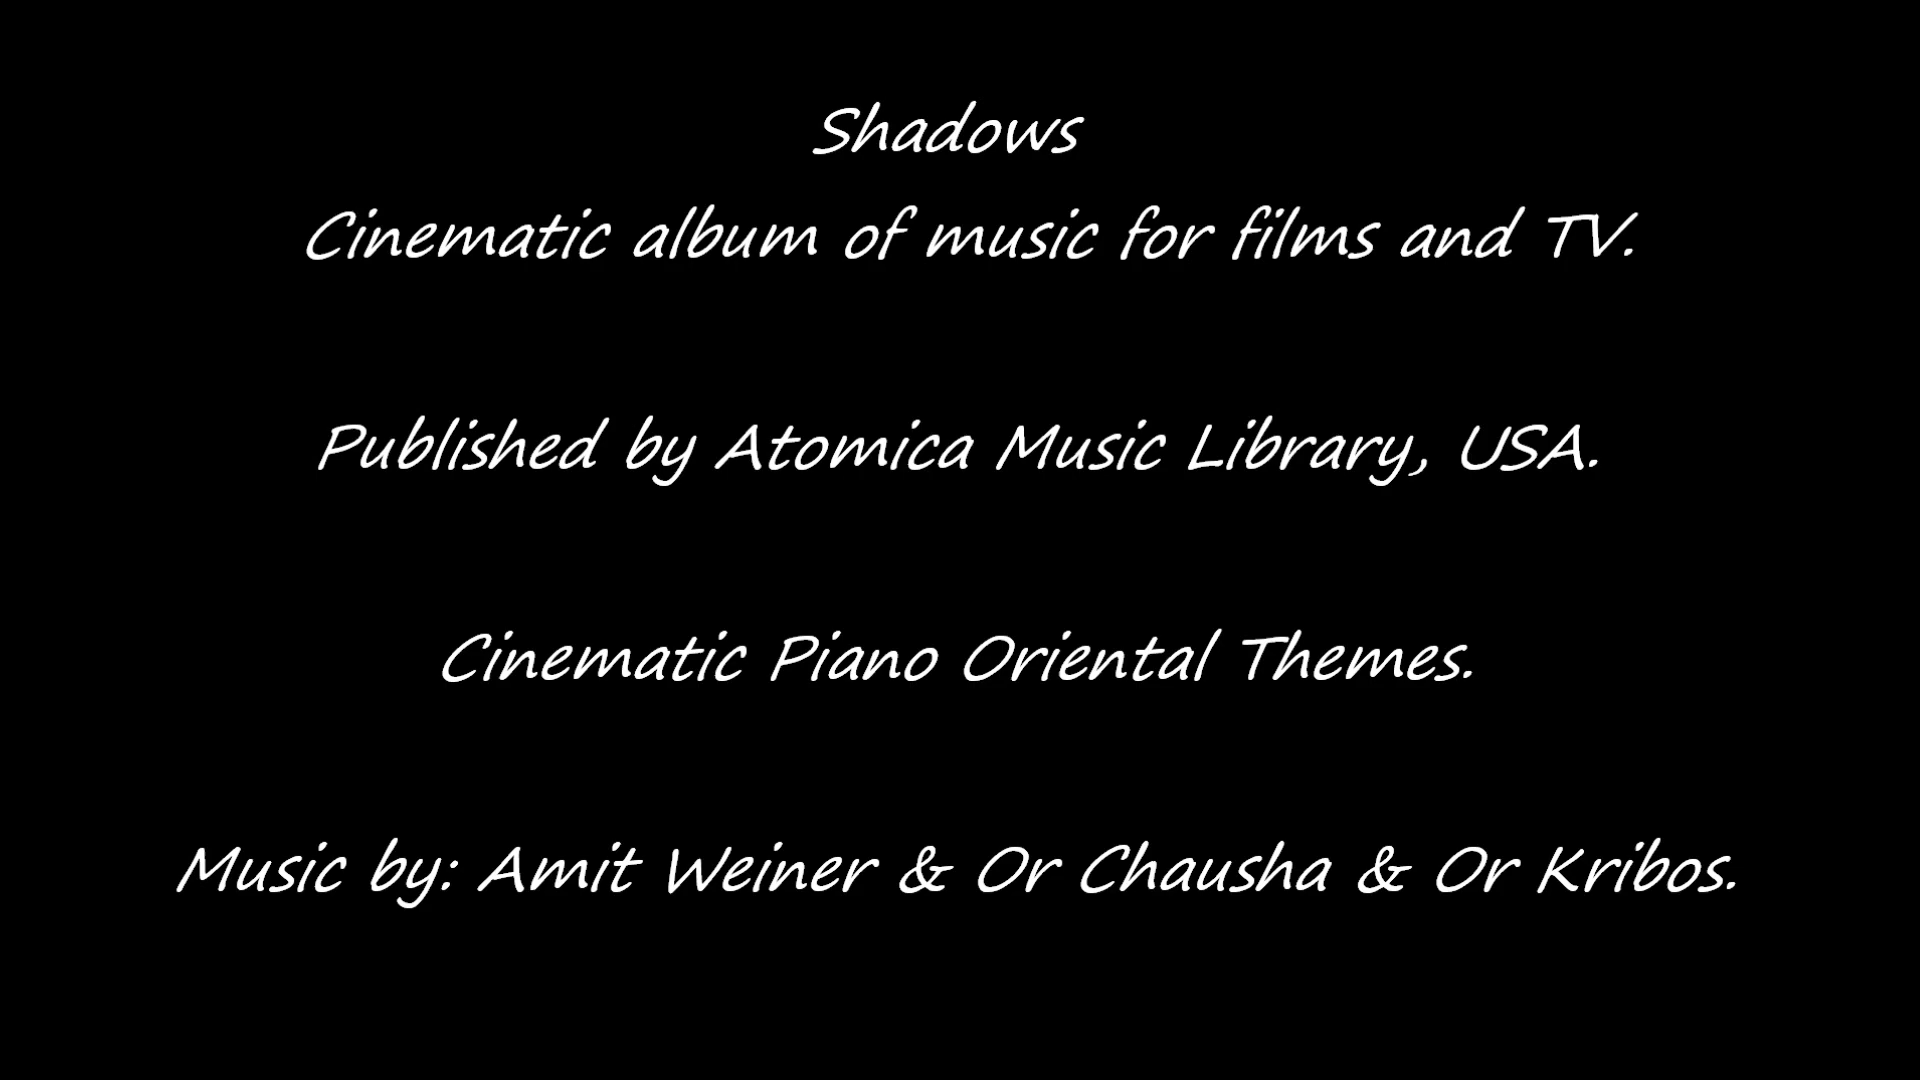 Shadows
Cinematic album of music for films and TV.
Published by Atomica Music Library, USA.
Cinematic Piano Oriental Themes.
Music by: Amit Weiner & Or Chausha & Or Kribos.